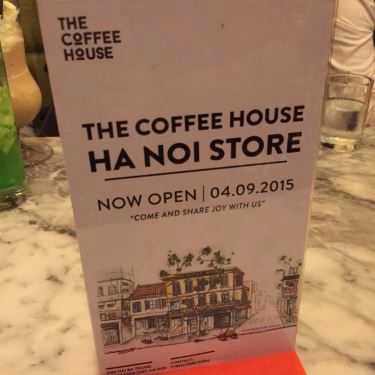 THE
COFFEE
HOUSE
THE COFFEE HOUSE
HA NOI STORE
NOW OPEN | 04.09.2015
"COME AND SHARE JOY WITH US"